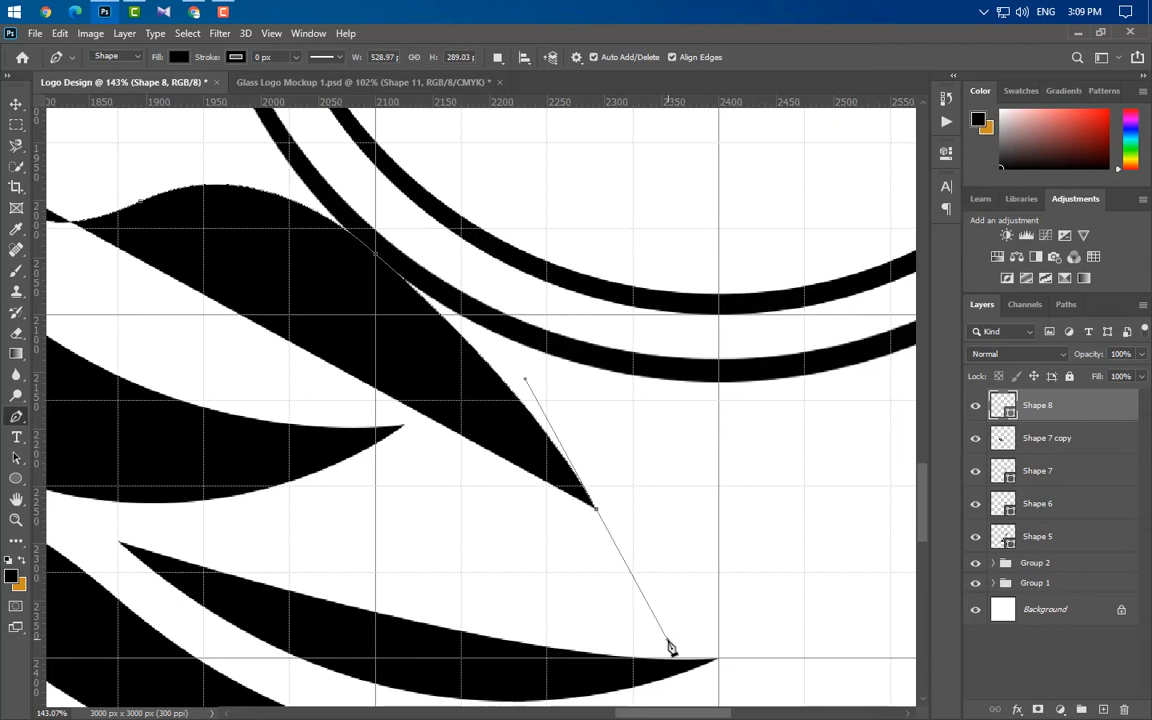 ENG 3:09 PM
Ps File Edit Image Layer Type Select Filter 3D View Window Help
Shape Fill: Stroke: 0 px W: 528.97 H: 289.03 Auto Add/Delete Align Edges
Logo Design @ 143% (Shape 8, RGB/8) * × Glass Logo Mockup 1.psd @ 102% (Shape 11, RGB/8/CMYK) * ×
1850 1900 1950 2000 2050 2100 2150 2200 2250 2300 2350 2400 2450 2500 2550
Color Swatches Gradients Patterns
Learn Libraries Adjustments
Add an adjustment
Layers Channels Paths
Kind
Normal Opacity: 100%
Lock: Fill: 100%
Shape 8
Shape 7 copy
Shape 7
Shape 6
Shape 5
Group 2
Group 1
Background
143.07% 3000 px x 3000 px (300 ppi)